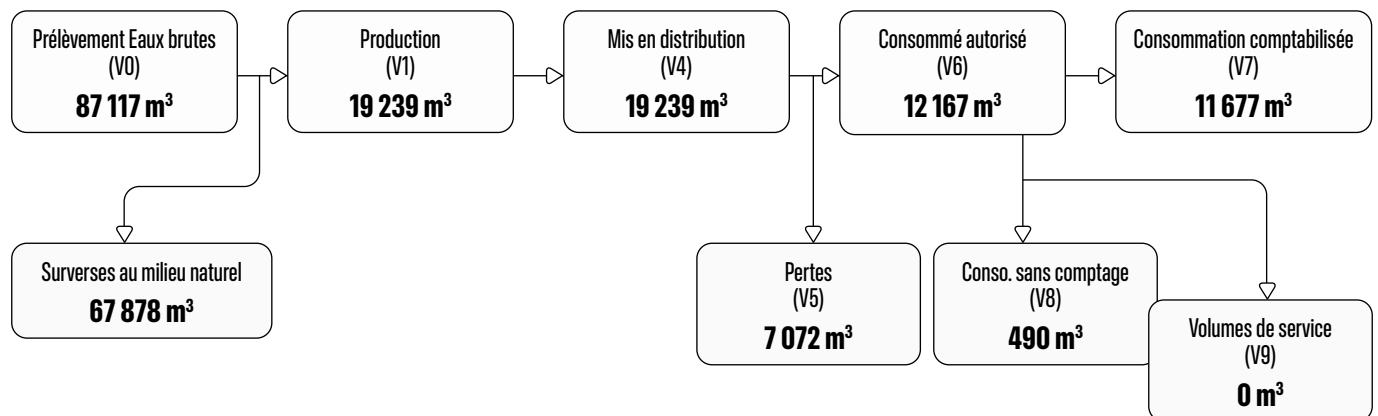 Prélèvement Eaux brutes
(V0)
87 117 m³
Production
(V1)
19 239 m³
Mis en distribution
(V4)
19 239 m³
Consommé autorisé
(V6)
12 167 m³
Consommation comptabilisée
(V7)
11 677 m³
Surverses au milieu naturel
67 878 m³
Pertes
(V5)
7 072 m³
Conso. sans comptage
(V8)
490 m³
Volumes de service
(V9)
0 m³